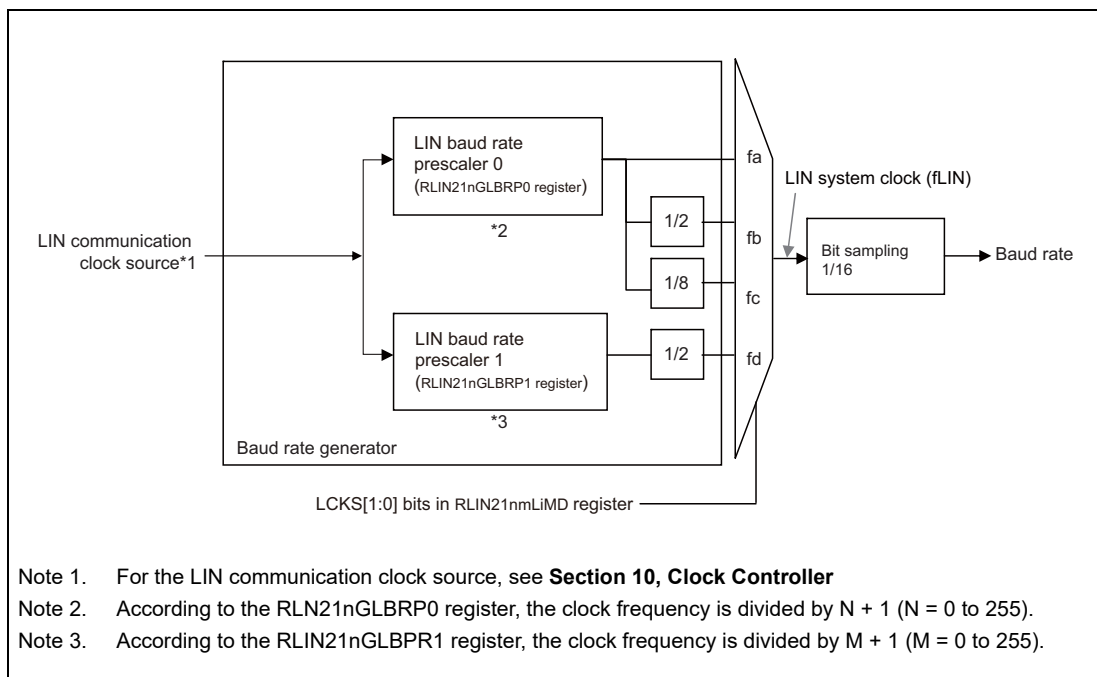 LIN baud rate
prescaler 0
(RLIN21nGLBRP0 register)
*2
LIN communication
clock source*1
LIN baud rate
prescaler 1
(RLIN21nGLBRP1 register)
*3
Baud rate generator
1/2
1/8
1/2
fa
fb
fc
fd
LIN system clock (fLIN)
Bit sampling
1/16
Baud rate
LCKS[1:0] bits in RLIN21nmLiMD register
Note 1. For the LIN communication clock source, see Section 10, Clock Controller
Note 2. According to the RLN21nGLBRP0 register, the clock frequency is divided by N + 1 (N = 0 to 255).
Note 3. According to the RLIN21nGLBPR1 register, the clock frequency is divided by M + 1 (M = 0 to 255).